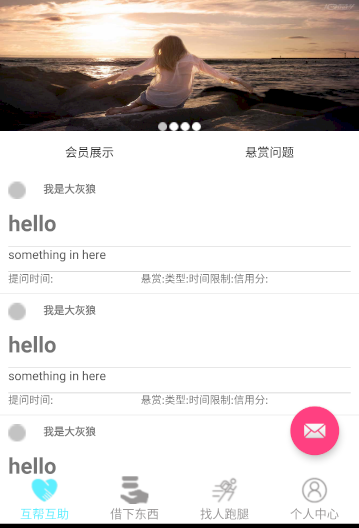 会员展示 悬赏问题
我是大灰狼
hello
something in here
提问时间: 悬赏:类型:时间限制:信用分:
我是大灰狼
hello
something in here
提问时间: 悬赏:类型:时间限制:信用分:
我是大灰狼
hello
互帮互助 借下东西 找人跑腿 个人中心